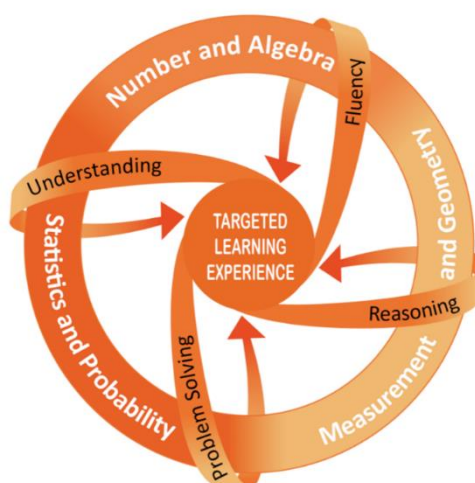 Number and Algebra
Fluency
Understanding
TARGETED
LEARNING
EXPERIENCE
Measurement and Geometry
Reasoning
Statistics and Probability
Problem Solving